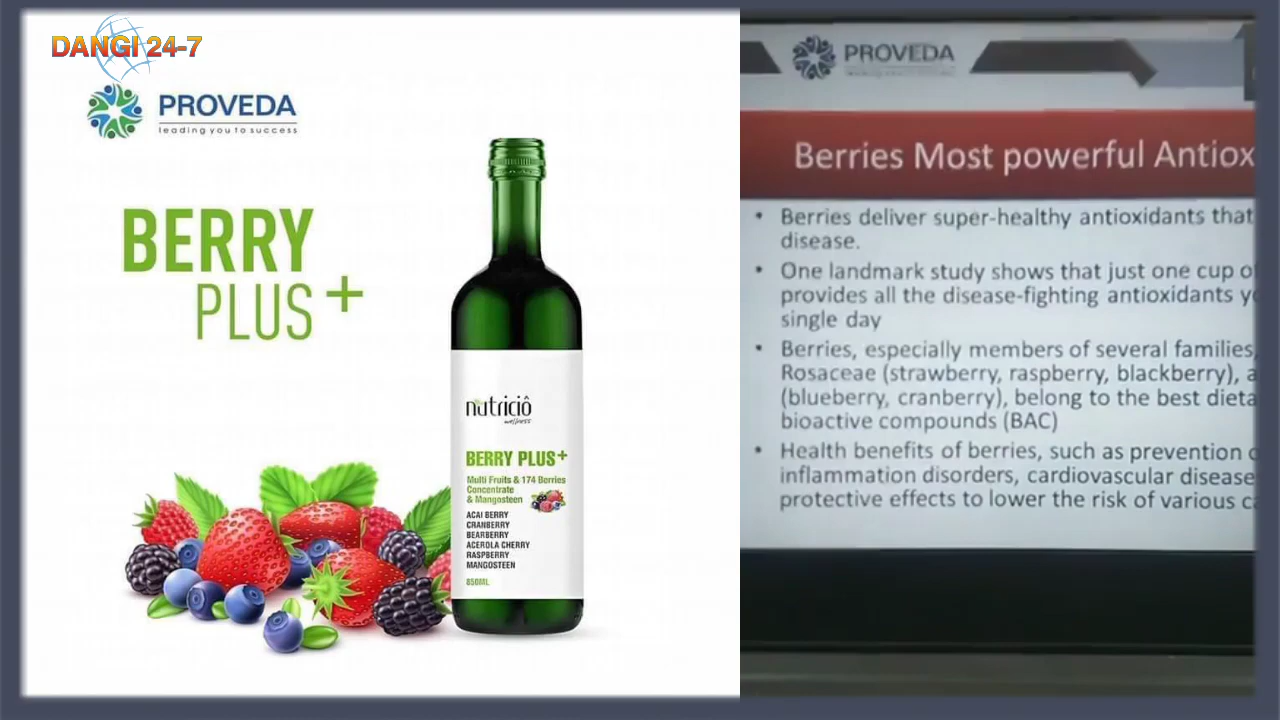 DANGI 24-7
PROVEDA
leading you to success
BERRY
PLUS+
nutriciô
wellness
BERRY PLUS+
Multi Fruits & 174 Berries
Concentrate
& Mangosteen
ACAI BERRY
CRANBERRY
BEARBERRY
ACEROLA CHERRY
RASPBERRY
MANGOSTEEN
850ML
PROVEDA
Berries Most powerful Antiox
• Berries deliver super-healthy antioxidants that
disease.
• One landmark study shows that just one cup of
provides all the disease-fighting antioxidants
single day
• Berries, especially members of several families,
Rosaceae (strawberry, raspberry, blackberry),
(blueberry, cranberry), belong to the best dieta
bioactive compounds (BAC)
• Health benefits of berries, such as prevention
inflammation disorders, cardiovascular disease
protective effects to lower the risk of various